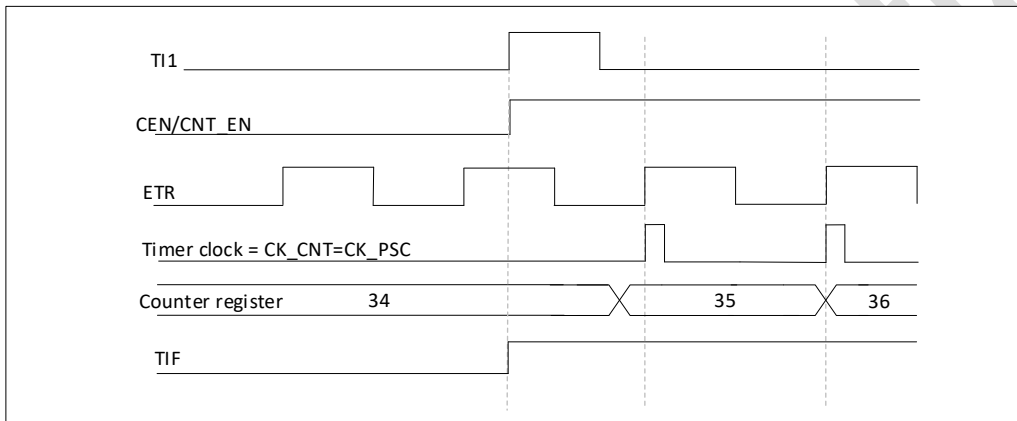 TI1
CEN/CNT_EN
ETR
Timer clock = CK_CNT=CK_PSC
Counter register 34 35 36
TIF